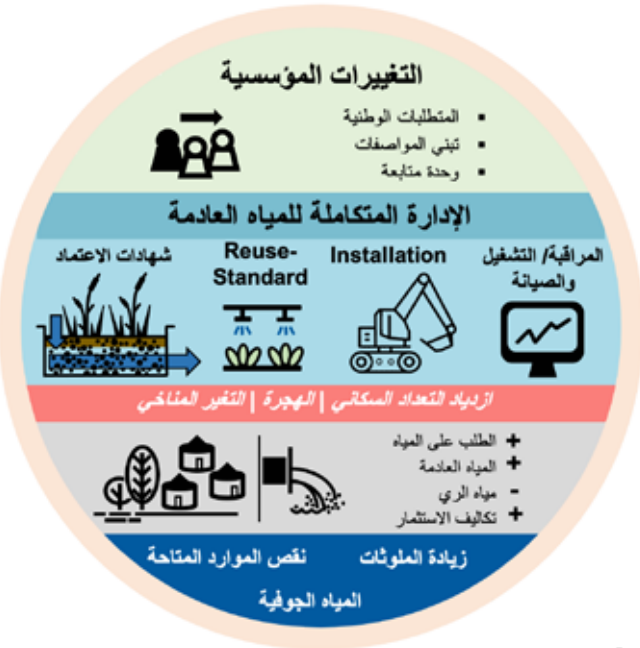 التغييرات المؤسسية
▪ المتطلبات الوطنية
▪ تبني المواصفات
▪ وحدة متابعة
الإدارة المتكاملة للمياه العادمة
المراقبة/ التشغيل
والصيانة
Installation
Reuse-
Standard
شهادات الاعتماد
ازدياد التعداد السكاني | الهجرة | التغير المناخي
+ الطلب على المياه
+ المياه العادمة
- مياه الري
+ تكاليف الاستثمار
زيادة الملوثات
نقص الموارد المتاحة
المياه الجوفية